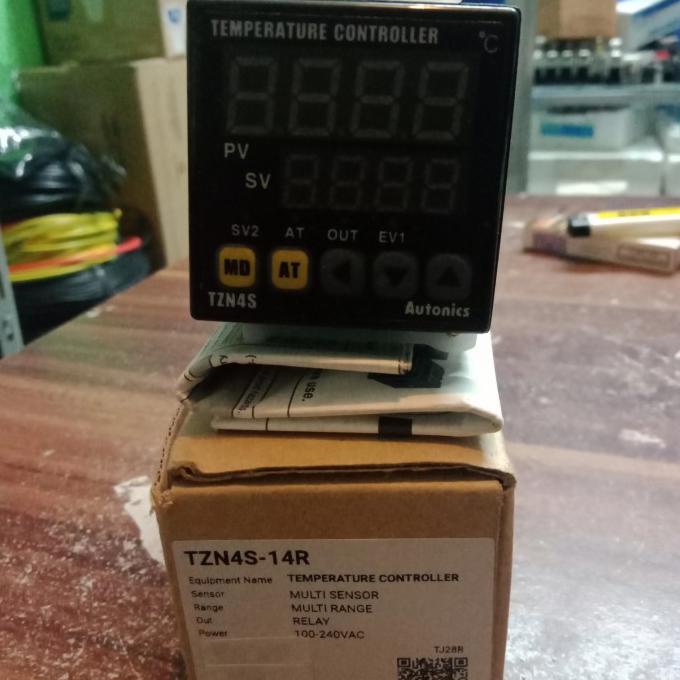 TEMPERATURE CONTROLLER °C
PV
SV
SV2 AT OUT EV1
MD AT
TZN4S Autonics
use.
TZN4S-14R
Equipment Name TEMPERATURE CONTROLLER
Sensor MULTI SENSOR
Range MULTI RANGE
Out RELAY
Power 100-240VAC
TJ28R